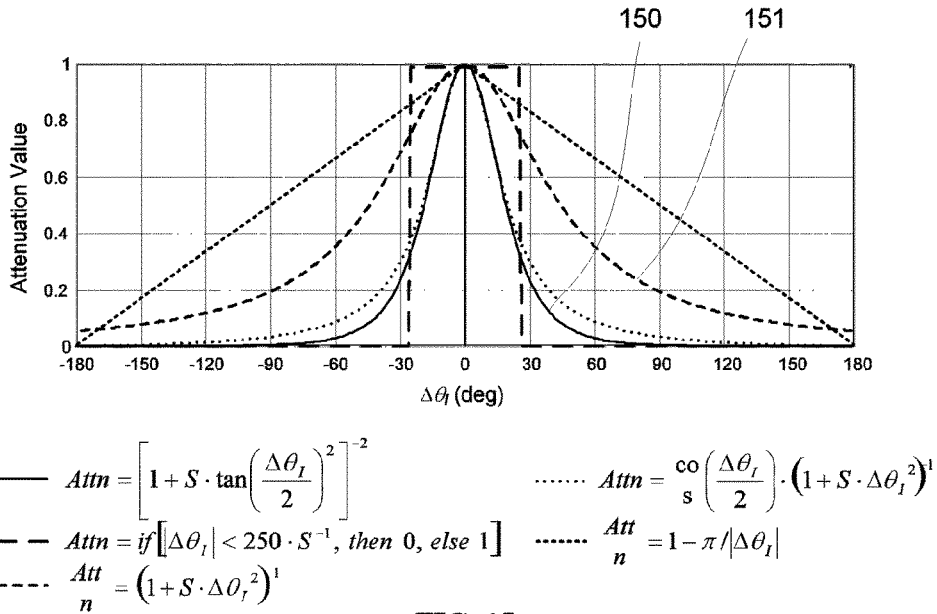 150 151
1
0.8
0.6
0.4
0.2
0
Attenuation Value
-180 -150 -120 -90 -60 -30 0 30 60 90 120 150 180
Δθ_I (deg)
Attn = [1 + S · tan(Δθ_I / 2)^2]^-2
Attn = cos(Δθ_I / 2) · (1 + S · Δθ_I^2)^1
Attn = if[|Δθ_I| < 250 · S^-1, then 0, else 1]
Attn = 1 − π/|Δθ_I|
Attn = (1 + S · Δθ_I^2)^1